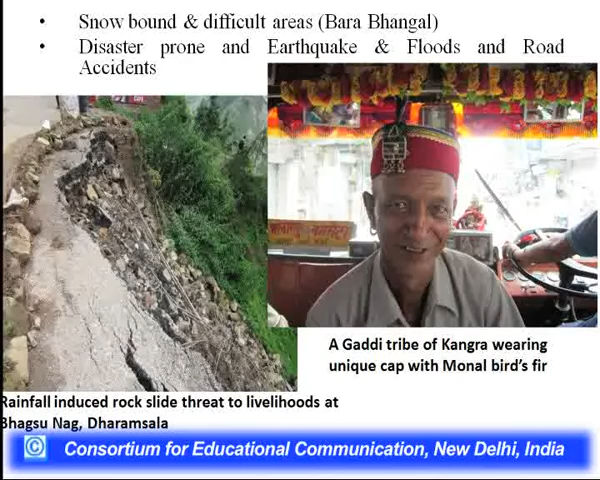 • Snow bound & difficult areas (Bara Bhangal)
• Disaster prone and Earthquake & Floods and Road
Accidents
A Gaddi tribe of Kangra wearing
unique cap with Monal bird's fir
Rainfall induced rock slide threat to livelihoods at
Bhagsu Nag, Dharamsala
© Consortium for Educational Communication, New Delhi, India